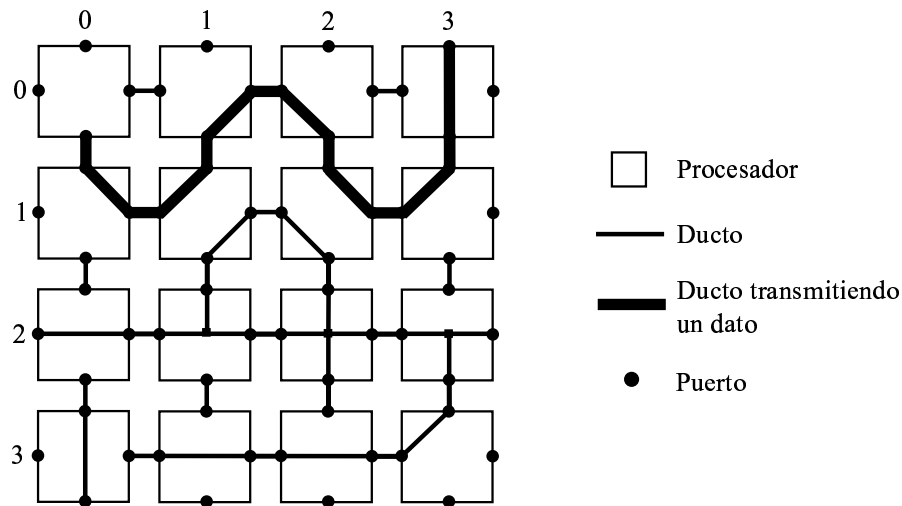 0 1 2 3
0
1
2
3
Procesador
Ducto
Ducto transmitiendo
un dato
Puerto